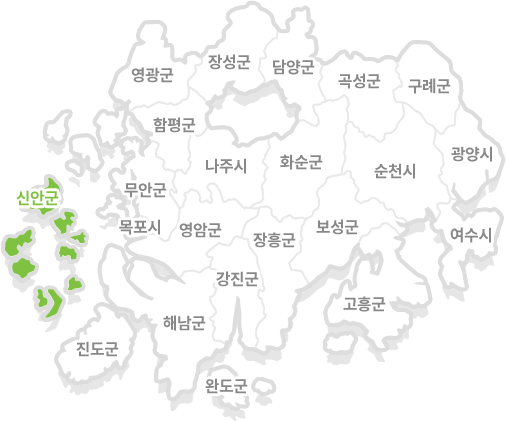 장성군
담양군
영광군
곡성군
구례군
함평군
광양시
나주시
화순군
순천시
무안군
신안군
목포시
영암군
장흥군
보성군
여수시
강진군
고흥군
해남군
진도군
완도군